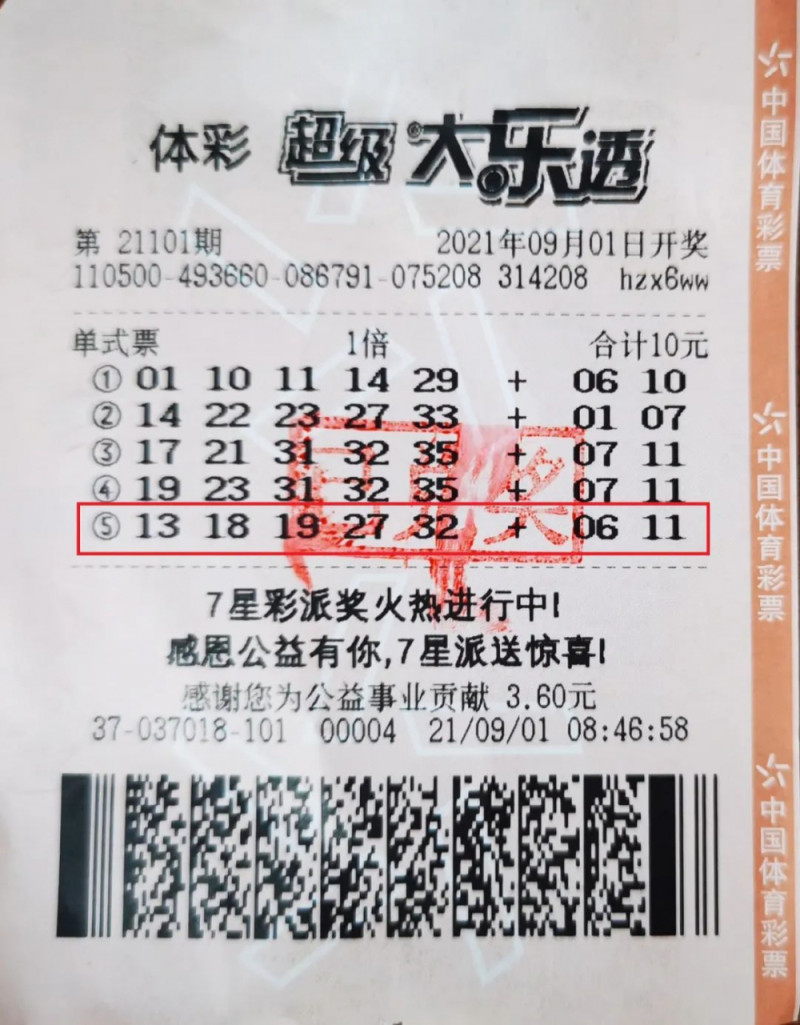 体彩 超级大乐透
第 21101期 2021年09月01日开奖
110500-493660-086791-075208 314208 hzx6ww
单式票 1倍 合计10元
① 01 10 11 14 29 + 06 10
② 14 22 23 27 33 + 01 07
③ 17 21 31 32 35 + 07 11
④ 19 23 31 32 35 + 07 11
⑤ 13 18 19 27 32 + 06 11
7星彩派奖火热进行中!
感恩公益有你,7星派送惊喜!
感谢您为公益事业贡献 3.60元
37-037018-101 00004 21/09/01 08:46:58
中国体育彩票
中国体育彩票
中国体育彩票